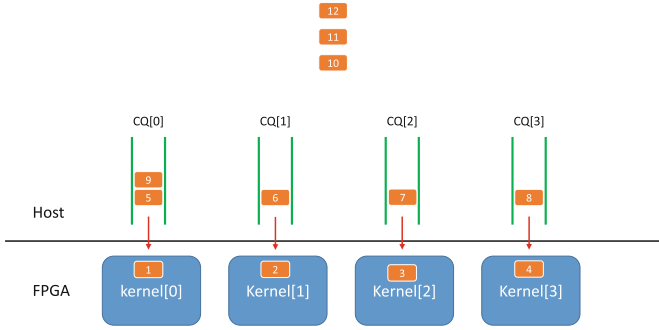 12
11
10
CQ[0] CQ[1] CQ[2] CQ[3]
9
5 6 7 8
Host
1 2 3 4
FPGA kernel[0] Kernel[1] Kernel[2] Kernel[3]